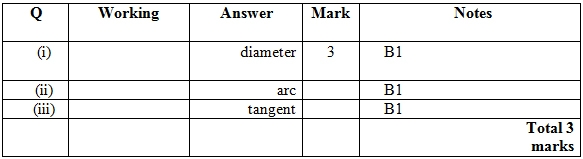 Q Working Answer Mark Notes
(i) diameter 3 B1
(ii) arc B1
(iii) tangent B1
Total 3
marks